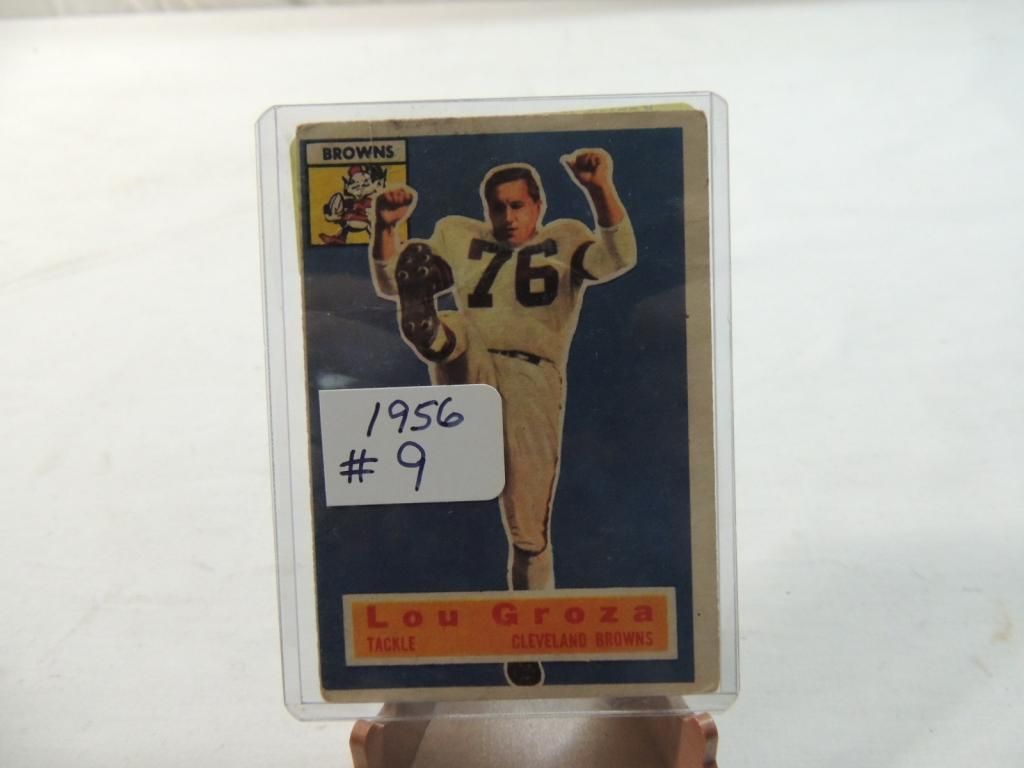 BROWNS
76
1956
# 9
Lou Groza
TACKLE CLEVELAND BROWNS